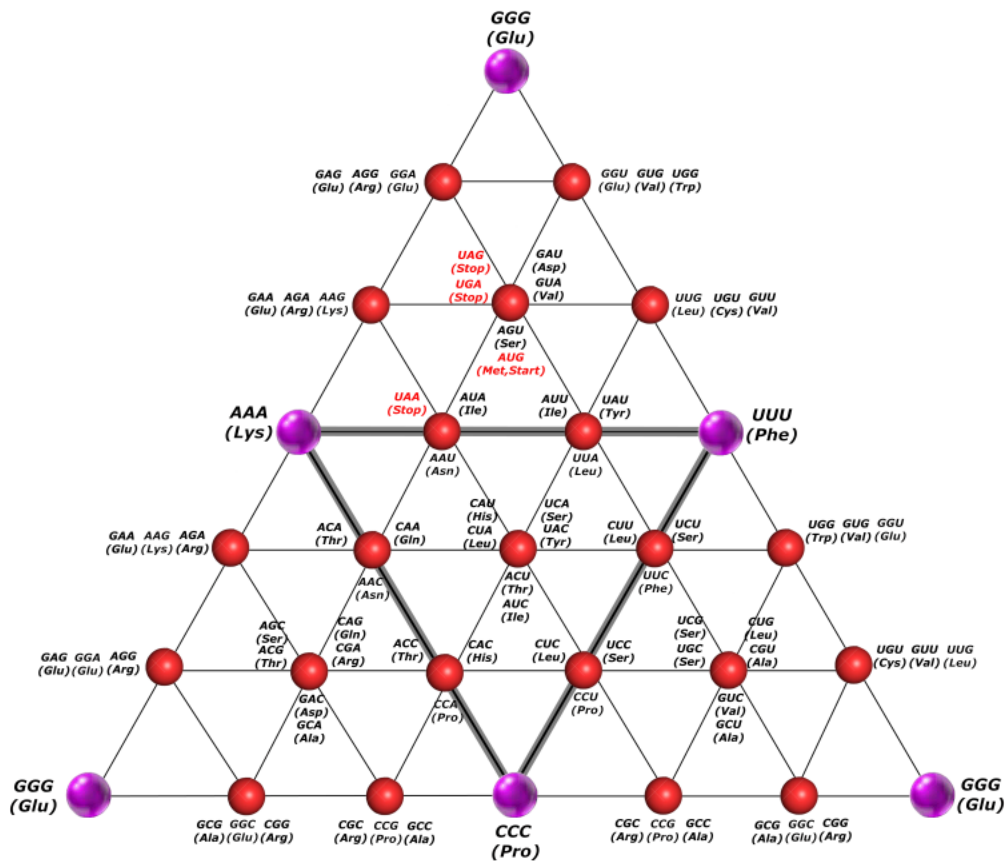 GGG
(Glu)
GAG AGG GGA
(Glu) (Arg) (Glu)
GGU GUG UGG
(Glu) (Val) (Trp)
UAG
(Stop)
UGA
(Stop)
GAU
(Asp)
GUA
(Val)
GAA AGA AAG
(Glu) (Arg) (Lys)
UUG UGU GUU
(Leu) (Cys) (Val)
AGU
(Ser)
AUG
(Met,Start)
AAA
(Lys)
UAA
(Stop)
AUA
(Ile)
AUU
(Ile)
UAU
(Tyr)
UUU
(Phe)
AAU
(Asn)
UUA
(Leu)
GAA AAG AGA
(Glu) (Lys) (Arg)
ACA
(Thr)
CAA
(Gln)
CAU
(His)
CUA
(Leu)
UCA
(Ser)
UAC
(Tyr)
CUU
(Leu)
UCU
(Ser)
UGG GUG GGU
(Trp) (Val) (Glu)
AAC
(Asn)
ACU
(Thr)
AUC
(Ile)
UUC
(Phe)
GAG GGA AGG
(Glu) (Glu) (Arg)
AGC
(Ser)
ACG
(Thr)
CAG
(Gln)
CGA
(Arg)
ACC
(Thr)
CAC
(His)
CUC
(Leu)
UCC
(Ser)
UCG
(Ser)
UGC
(Ser)
CUG
(Leu)
CGU
(Ala)
UGU GUU UUG
(Cys) (Val) (Leu)
GAC
(Asp)
GCA
(Ala)
CCA
(Pro)
CCU
(Pro)
GUC
(Val)
GCU
(Ala)
GGG
(Glu)
GGG
(Glu)
GCG GGC CGG
(Ala) (Glu) (Arg)
CGC CCG GCC
(Arg) (Pro) (Ala)
CCC
(Pro)
CGC CCG GCC
(Arg) (Pro) (Ala)
GCG GGC CGG
(Ala) (Glu) (Arg)